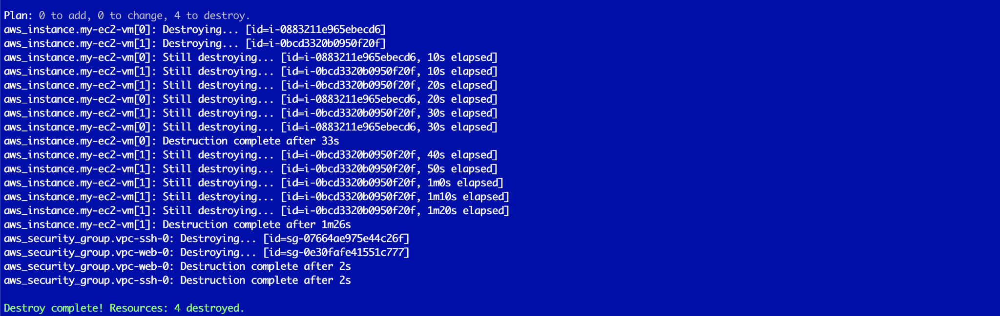 Plan: 0 to add, 0 to change, 4 to destroy.
aws_instance.my-ec2-vm[0]: Destroying... [id=i-0883211e965ebecd6]
aws_instance.my-ec2-vm[1]: Destroying... [id=i-0bcd3320b0950f20f]
aws_instance.my-ec2-vm[0]: Still destroying... [id=i-0883211e965ebecd6, 10s elapsed]
aws_instance.my-ec2-vm[1]: Still destroying... [id=i-0bcd3320b0950f20f, 10s elapsed]
aws_instance.my-ec2-vm[1]: Still destroying... [id=i-0bcd3320b0950f20f, 20s elapsed]
aws_instance.my-ec2-vm[0]: Still destroying... [id=i-0883211e965ebecd6, 20s elapsed]
aws_instance.my-ec2-vm[1]: Still destroying... [id=i-0bcd3320b0950f20f, 30s elapsed]
aws_instance.my-ec2-vm[0]: Still destroying... [id=i-0883211e965ebecd6, 30s elapsed]
aws_instance.my-ec2-vm[0]: Destruction complete after 33s
aws_instance.my-ec2-vm[1]: Still destroying... [id=i-0bcd3320b0950f20f, 40s elapsed]
aws_instance.my-ec2-vm[1]: Still destroying... [id=i-0bcd3320b0950f20f, 50s elapsed]
aws_instance.my-ec2-vm[1]: Still destroying... [id=i-0bcd3320b0950f20f, 1m0s elapsed]
aws_instance.my-ec2-vm[1]: Still destroying... [id=i-0bcd3320b0950f20f, 1m10s elapsed]
aws_instance.my-ec2-vm[1]: Still destroying... [id=i-0bcd3320b0950f20f, 1m20s elapsed]
aws_instance.my-ec2-vm[1]: Destruction complete after 1m26s
aws_security_group.vpc-ssh-0: Destroying... [id=sg-07664ae975e44c26f]
aws_security_group.vpc-web-0: Destroying... [id=sg-0e30fafe41551c777]
aws_security_group.vpc-web-0: Destruction complete after 2s
aws_security_group.vpc-ssh-0: Destruction complete after 2s
Destroy complete! Resources: 4 destroyed.